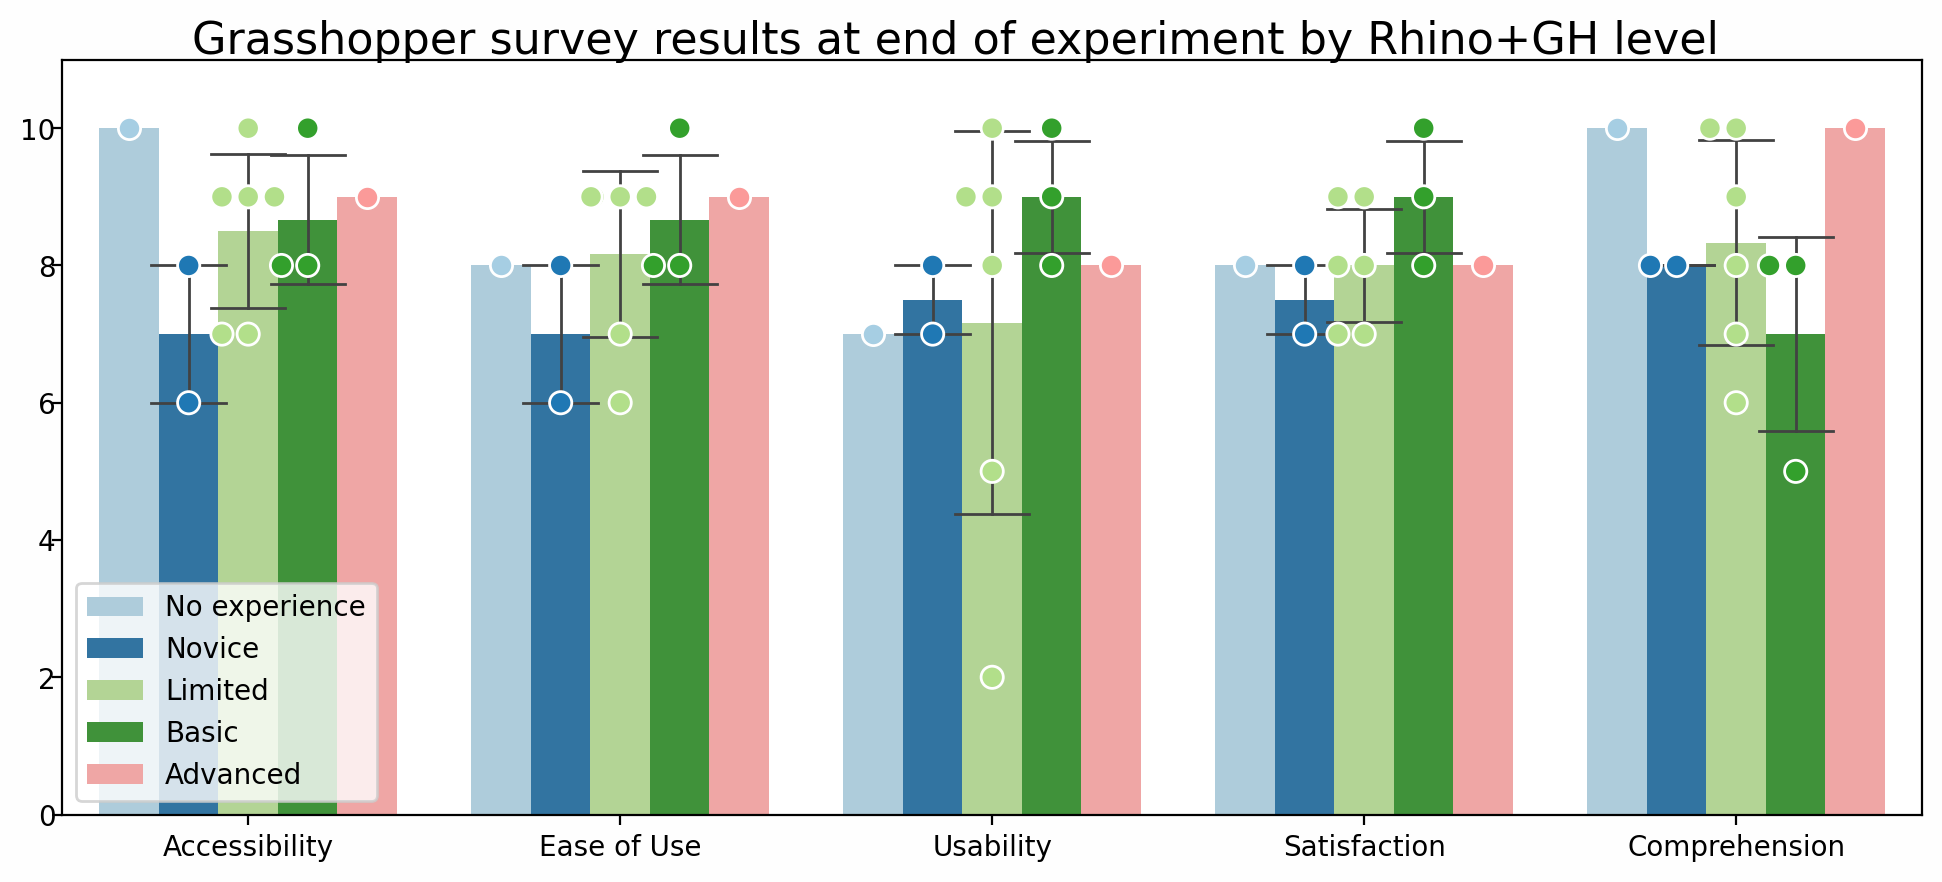 Grasshopper survey results at end of experiment by Rhino+GH level
10
8
6
4
2
0
No experience
Novice
Limited
Basic
Advanced
Accessibility
Ease of Use
Usability
Satisfaction
Comprehension